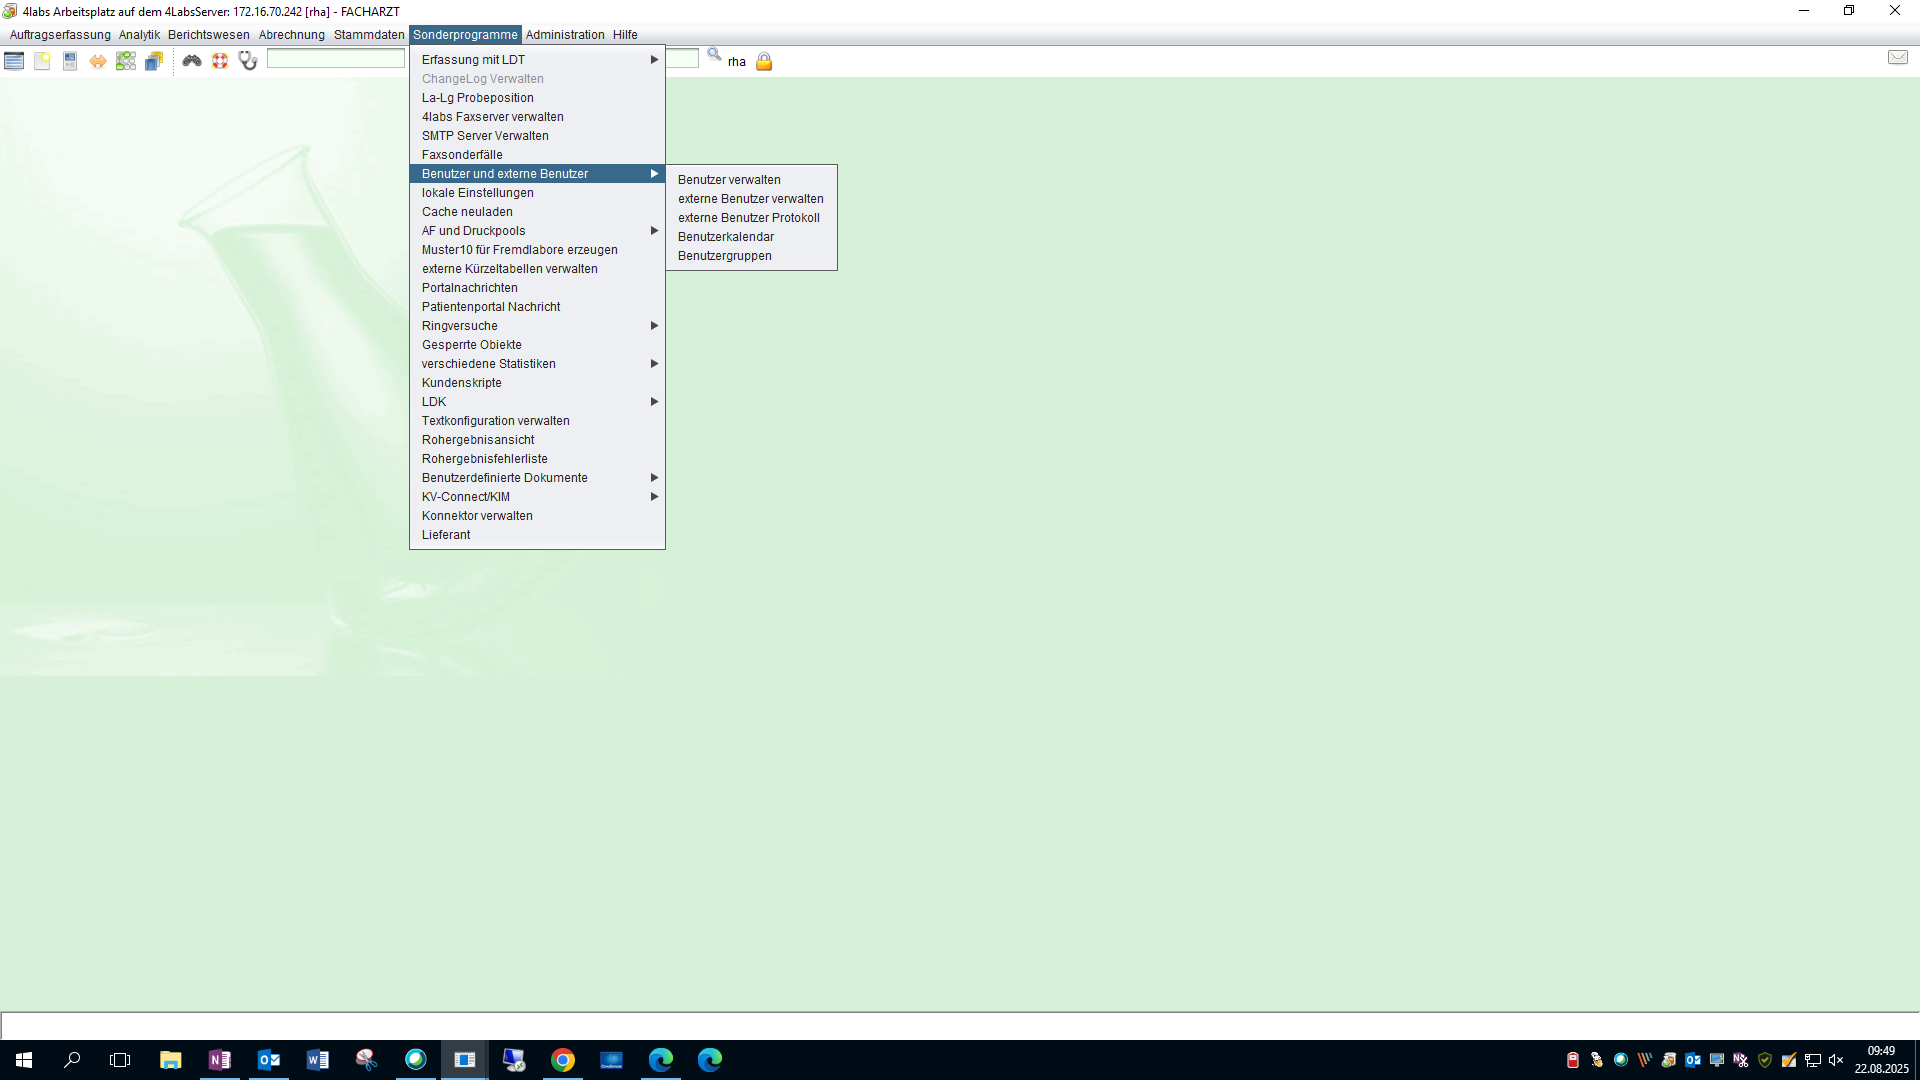 4labs Arbeitsplatz auf dem 4LabsServer: 172.16.70.242 [rha] - FACHARZT
Auftragserfassung Analytik Berichtswesen Abrechnung Stammdaten Sonderprogramme Administration Hilfe
rha
Erfassung mit LDT
ChangeLog Verwalten
La-Lg Probeposition
4labs Faxserver verwalten
SMTP Server Verwalten
Faxsonderfälle
Benutzer und externe Benutzer
lokale Einstellungen
Cache neuladen
AF und Druckpools
Muster10 für Fremdlabore erzeugen
externe Kürzeltabellen verwalten
Portalnachrichten
Patientenportal Nachricht
Ringversuche
Gesperrte Objekte
verschiedene Statistiken
Kundenskripte
LDK
Textkonfiguration verwalten
Rohergebnisansicht
Rohergebnisfehlerliste
Benutzerdefinierte Dokumente
KV-Connect/KIM
Konnektor verwalten
Lieferant
Benutzer verwalten
externe Benutzer verwalten
externe Benutzer Protokoll
Benutzerkalendar
Benutzergruppen
09:49
22.08.2025